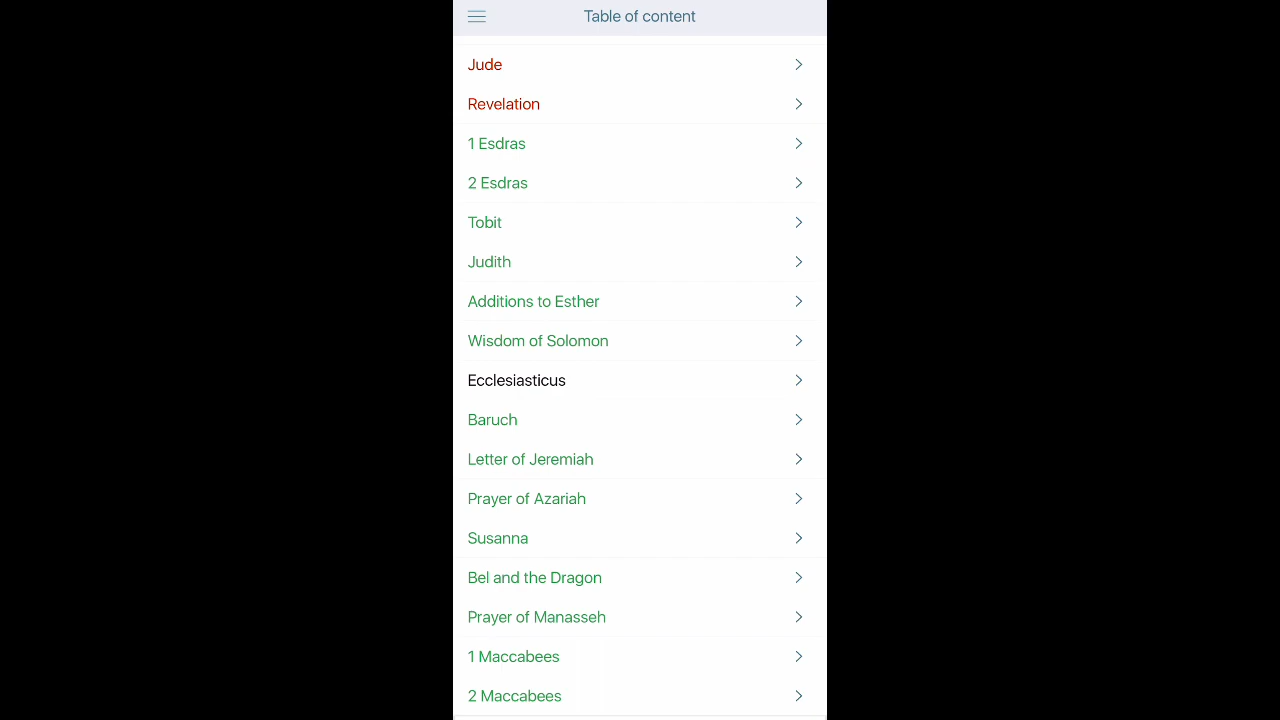 Table of content
Jude
Revelation
1 Esdras
2 Esdras
Tobit
Judith
Additions to Esther
Wisdom of Solomon
Ecclesiasticus
Baruch
Letter of Jeremiah
Prayer of Azariah
Susanna
Bel and the Dragon
Prayer of Manasseh
1 Maccabees
2 Maccabees